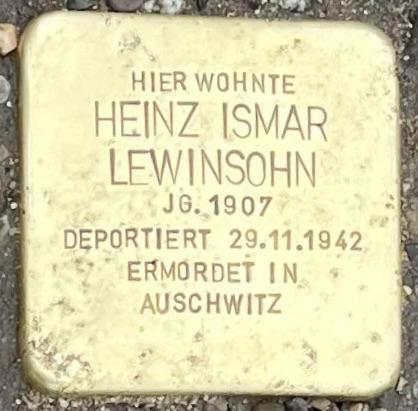 HIER WOHNTE
HEINZ ISMAR
LEWINSOHN
JG. 1907
DEPORTIERT 29.11.1942
ERMORDET IN
AUSCHWITZ